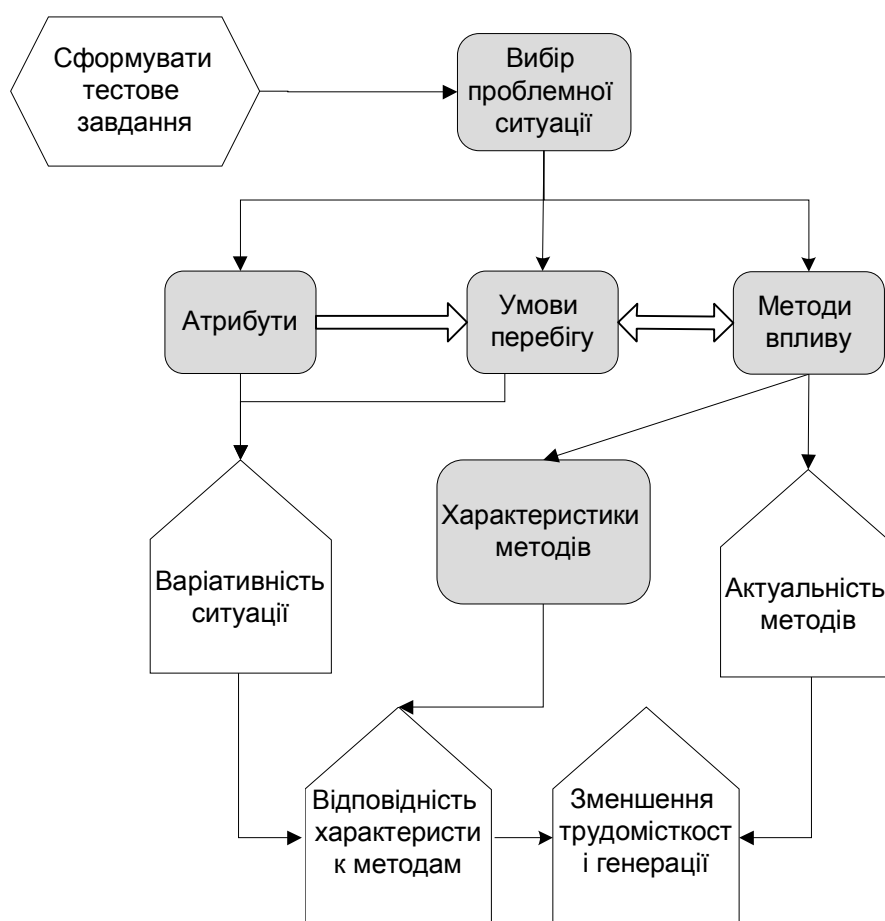 Сформувати
тестове
завдання
Вибір
проблемної
ситуації
Атрибути
Умови
перебігу
Методи
впливу
Характеристики
методів
Варіативність
ситуації
Актуальність
методів
Відповідність
характеристи
к методам
Зменшення
трудомісткост
і генерації